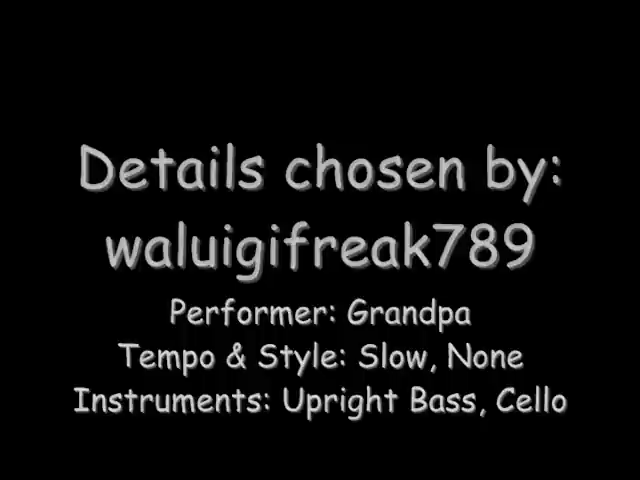 Details chosen by:
waluigifreak789
Performer: Grandpa
Tempo & Style: Slow, None
Instruments: Upright Bass, Cello